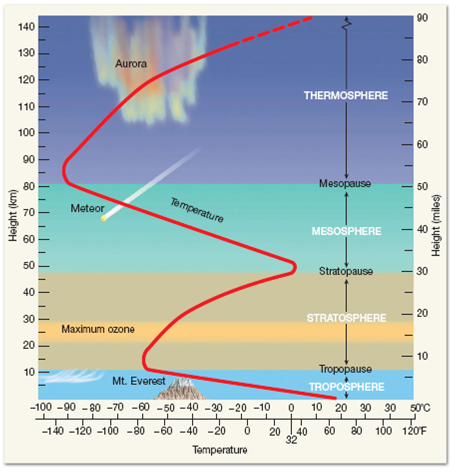 140
130
120
110
100
90
80
70
60
50
40
30
20
10
Height (km)
90
80
70
60
50
40
30
20
10
Height (miles)
Aurora
THERMOSPHERE
Mesopause
Meteor
Temperature
MESOSPHERE
Stratopause
STRATOSPHERE
Maximum ozone
Tropopause
Mt. Everest
TROPOSPHERE
–100 –90 –80 –70 –60 –50 –40 –30 –20 –10 0 10 20 30 30 50°C
–140 –120 –100 –80 –60 –40 –20 0 20 40 60 80 100 120°F
32
Temperature